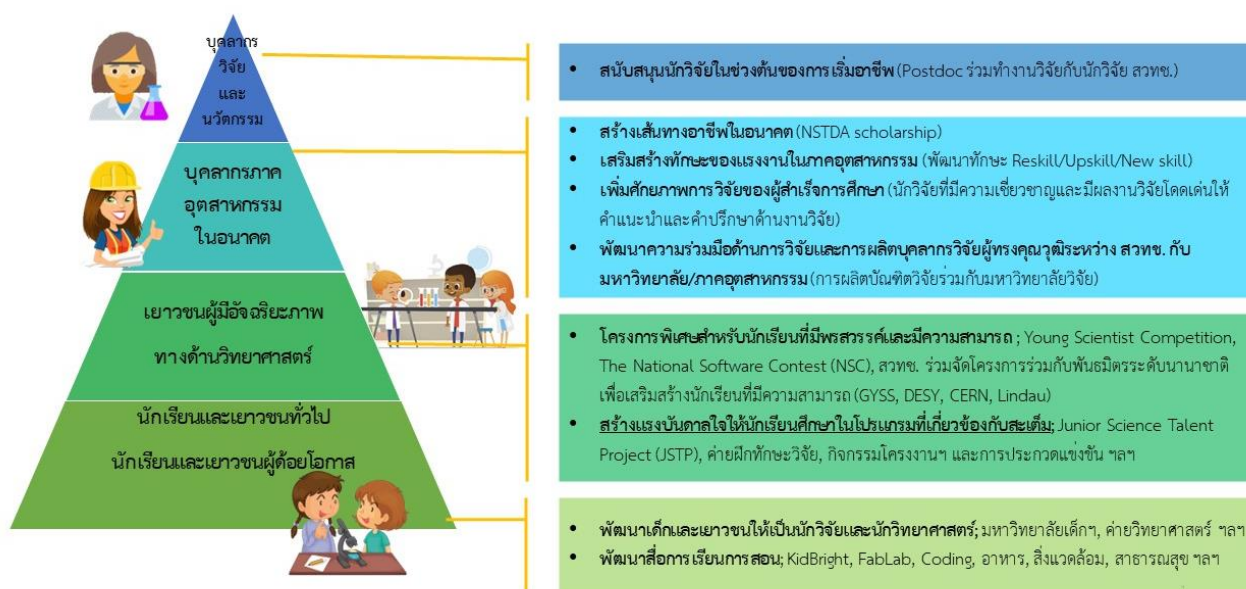 บุคลากร
วิจัย
และ
นวัตกรรม
บุคลากรภาค
อุตสาหกรรม
ในอนาคต
เยาวชนผู้มีอัจฉริยะภาพ
ทางด้านวิทยาศาสตร์
นักเรียนและเยาวชนทั่วไป
นักเรียนและเยาวชนผู้ด้อยโอกาส
• สนับสนุนนักวิจัยในช่วงต้นของการเริ่มอาชีพ (Postdoc ร่วมทำงานวิจัยกับนักวิจัย สวทช.)
• สร้างเส้นทางอาชีพในอนาคต (NSTDA scholarship)
• เสริมสร้างทักษะของแรงงานในภาคอุตสาหกรรม (พัฒนาทักษะ Reskill/Upskill/New skill)
• เพิ่มศักยภาพการวิจัยของผู้สำเร็จการศึกษา (นักวิจัยที่มีความเชี่ยวชาญและมีผลงานวิจัยโดดเด่นให้
คำแนะนำและคำปรึกษาด้านงานวิจัย)
• พัฒนาความร่วมมือด้านการวิจัยและการผลิตบุคลากรวิจัยผู้ทรงคุณวุฒิระหว่าง สวทช. กับ
มหาวิทยาลัย/ภาคอุตสาหกรรม (การผลิตบัณฑิตวิจัยร่วมกับมหาวิทยาลัยวิจัย)
• โครงการพิเศษสำหรับนักเรียนที่มีพรสวรรค์และมีความสามารถ ; Young Scientist Competition,
The National Software Contest (NSC), สวทช. ร่วมจัดโครงการร่วมกับพันธมิตรระดับนานาชาติ
เพื่อเสริมสร้างนักเรียนที่มีความสามารถ (GYSS, DESY, CERN, Lindau)
• สร้างแรงบันดาลใจให้นักเรียนศึกษาในโปรแกรมที่เกี่ยวข้องกับสะเต็ม; Junior Science Talent
Project (JSTP), ค่ายฝึกทักษะวิจัย, กิจกรรมโครงงานฯ และการประกวดแข่งขัน ฯลฯ
• พัฒนาเด็กและเยาวชนให้เป็นนักวิจัยและนักวิทยาศาสตร์; มหาวิทยาลัยเด็กฯ, ค่ายวิทยาศาสตร์ ฯลฯ
• พัฒนาสื่อการเรียนการสอน; KidBright, FabLab, Coding, อาหาร, สิ่งแวดล้อม, สาธารณสุข ฯลฯ